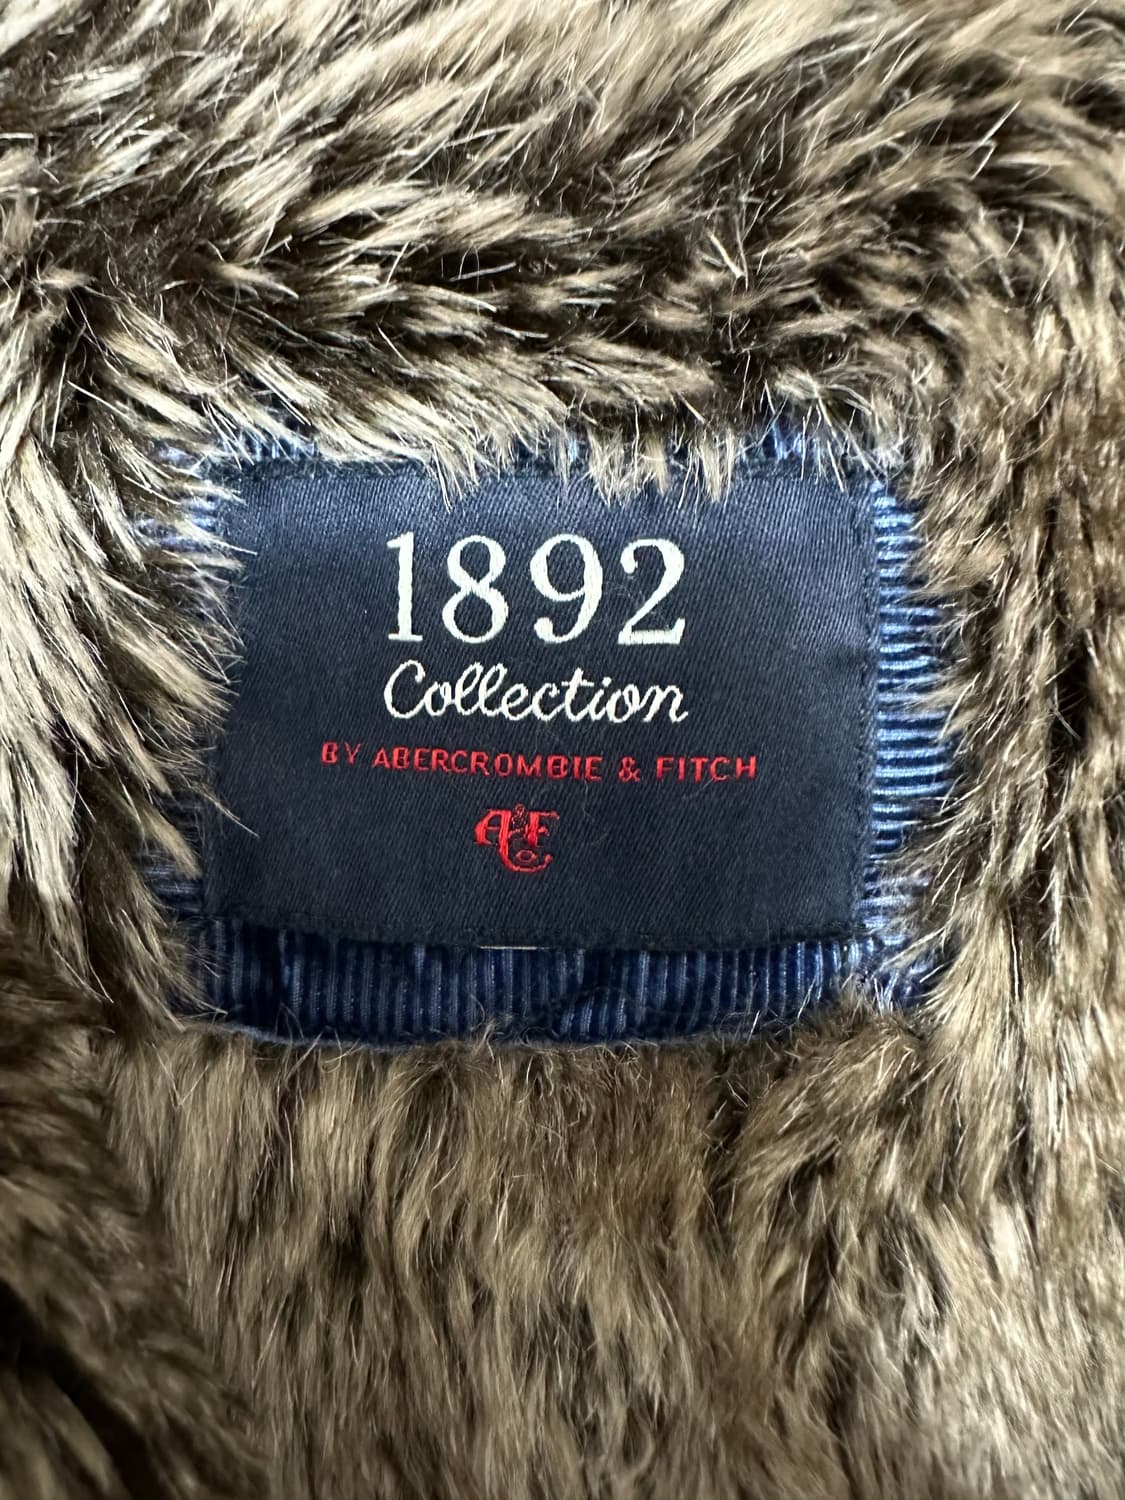 1892
Collection
BY ABERCROMBIE & FITCH
A&F
Co